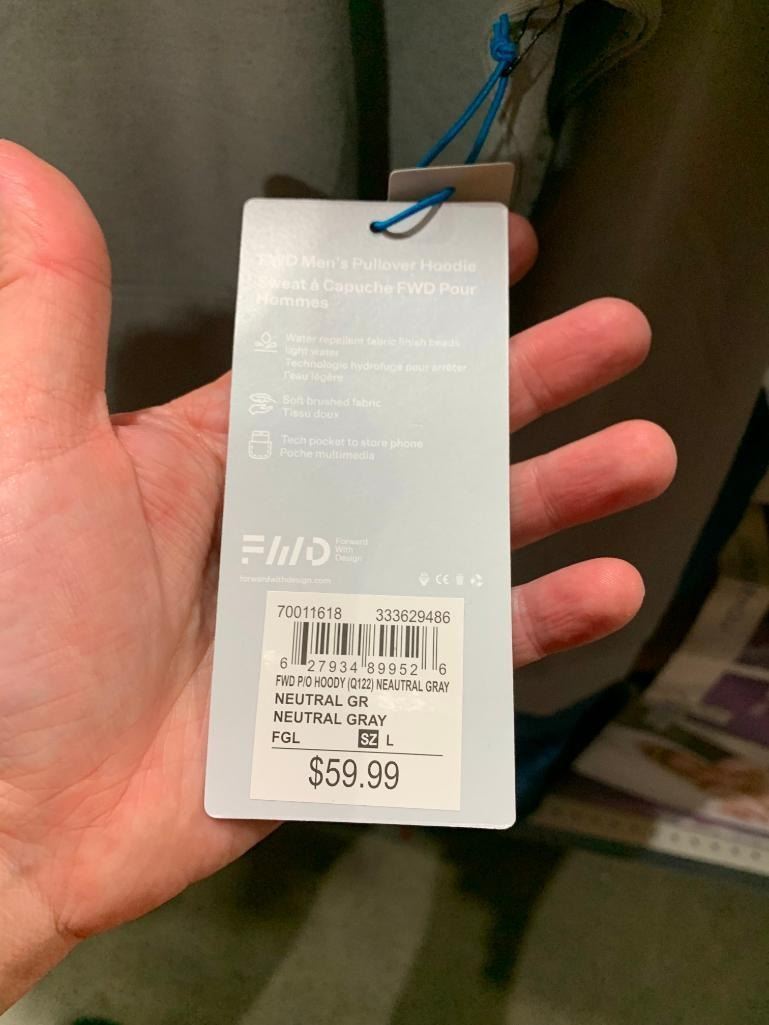 FWD Men's Pullover Hoodie
Sweat à Capuche FWD Pour
Hommes
Water repellent fabric finish beads
light water
Technologie hydrofuge pour arrêter
l'eau légère
Soft brushed fabric
Tissu doux
Tech pocket to store phone
Poche multimedia
FWD Forward
With
Design
forwardwithdesign.com
CE
70011618 333629486
6 27934 89952 6
FWD P/O HOODY (Q122) NEAUTRAL GRAY
NEUTRAL GR
NEUTRAL GRAY
FGL SZ L
$59.99